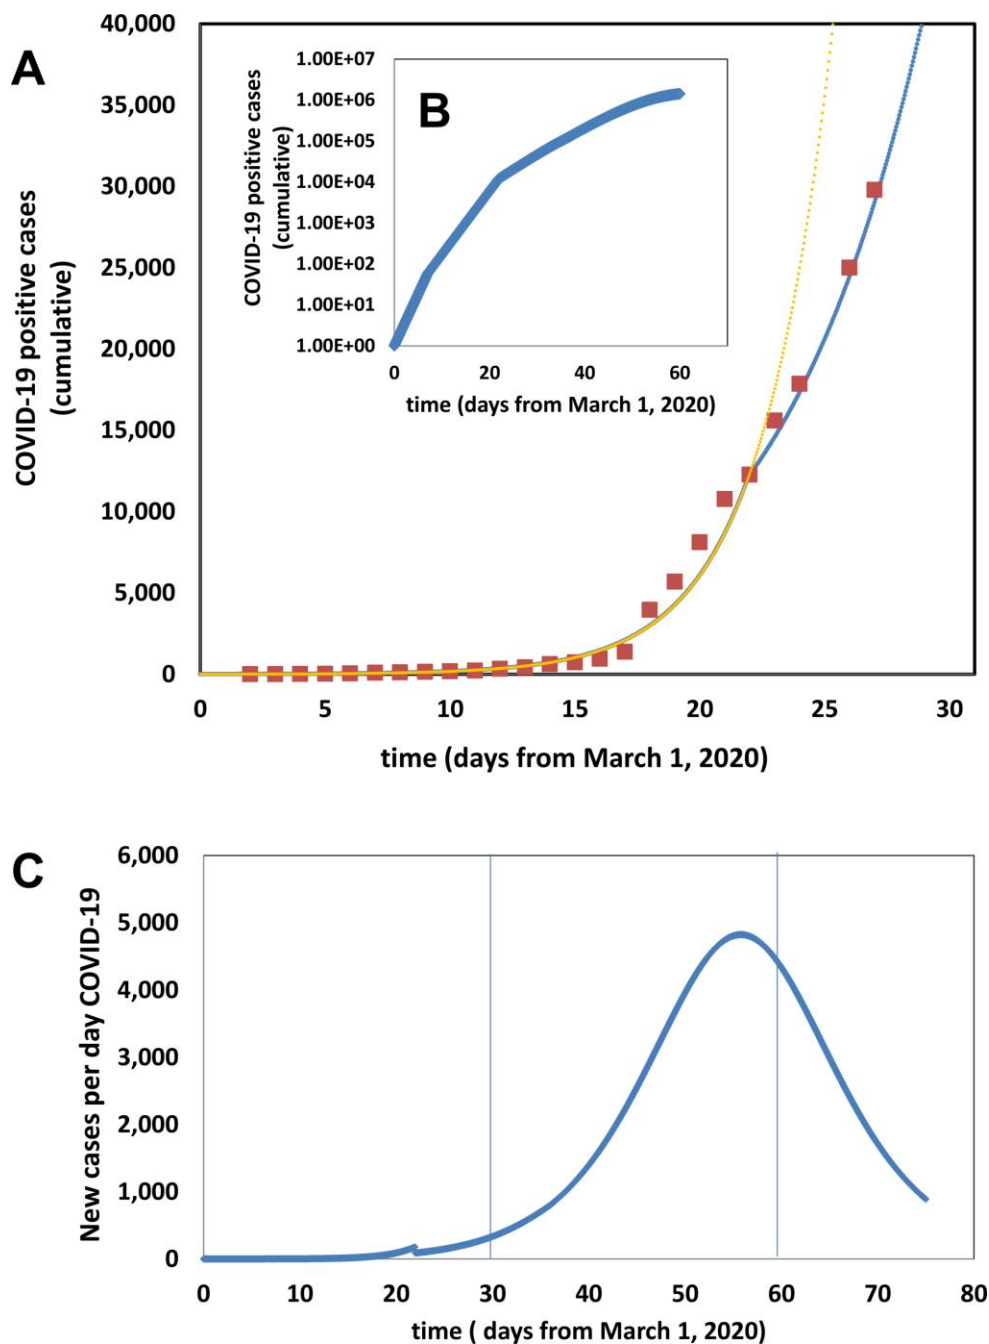 A
COVID-19 positive cases
(cumulative)
40,000
35,000
30,000
25,000
20,000
15,000
10,000
5,000
0
0 5 10 15 20 25 30
time (days from March 1, 2020)
B
COVID-19 positive cases
(cumulative)
1.00E+07
1.00E+06
1.00E+05
1.00E+04
1.00E+03
1.00E+02
1.00E+01
1.00E+00
0 20 40 60
time (days from March 1, 2020)
C
New cases per day COVID-19
6,000
5,000
4,000
3,000
2,000
1,000
0
0 10 20 30 40 50 60 70 80
time ( days from March 1, 2020)